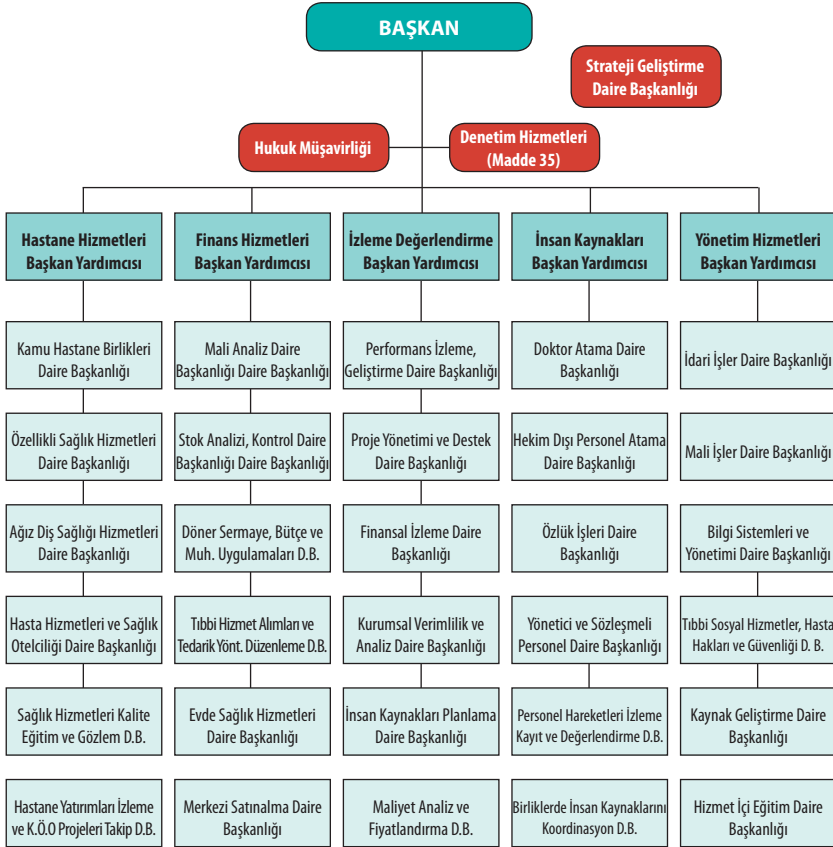 BAŞKAN
Strateji Geliştirme
Daire Başkanlığı
Hukuk Müşavirliği
Denetim Hizmetleri
(Madde 35)
Hastane Hizmetleri
Başkan Yardımcısı
Finans Hizmetleri
Başkan Yardımcısı
İzleme Değerlendirme
Başkan Yardımcısı
İnsan Kaynakları
Başkan Yardımcısı
Yönetim Hizmetleri
Başkan Yardımcısı
Kamu Hastane Birlikleri
Daire Başkanlığı
Mali Analiz Daire
Başkanlığı Daire Başkanlığı
Performans İzleme,
Geliştirme Daire Başkanlığı
Doktor Atama Daire
Başkanlığı
İdari İşler Daire Başkanlığı
Özellikli Sağlık Hizmetleri
Daire Başkanlığı
Stok Analizi, Kontrol Daire
Başkanlığı Daire Başkanlığı
Proje Yönetimi ve Destek
Daire Başkanlığı
Hekim Dışı Personel Atama
Daire Başkanlığı
Mali İşler Daire Başkanlığı
Ağız Diş Sağlığı Hizmetleri
Daire Başkanlığı
Döner Sermaye, Bütçe ve
Muh. Uygulamaları D.B.
Finansal İzleme Daire
Başkanlığı
Özlük İşleri Daire
Başkanlığı
Bilgi Sistemleri ve
Yönetimi Daire Başkanlığı
Hasta Hizmetleri ve Sağlık
Otelciliği Daire Başkanlığı
Tıbbi Hizmet Alımları ve
Tedarik Yönt. Düzenleme D.B.
Kurumsal Verimlilik ve
Analiz Daire Başkanlığı
Yönetici ve Sözleşmeli
Personel Daire Başkanlığı
Tıbbi Sosyal Hizmetler, Hasta
Hakları ve Güvenliği D. B.
Sağlık Hizmetleri Kalite
Eğitim ve Gözlem D.B.
Evde Sağlık Hizmetleri
Daire Başkanlığı
İnsan Kaynakları Planlama
Daire Başkanlığı
Personel Hareketleri İzleme
Kayıt ve Değerlendirme D.B.
Kaynak Geliştirme Daire
Başkanlığı
Hastane Yatırımları İzleme
ve K.Ö.O Projeleri Takip D.B.
Merkezi Satınalma Daire
Başkanlığı
Maliyet Analiz ve
Fiyatlandırma D.B.
Birliklerde İnsan Kaynaklarını
Koordinasyon D.B.
Hizmet İçi Eğitim Daire
Başkanlığı